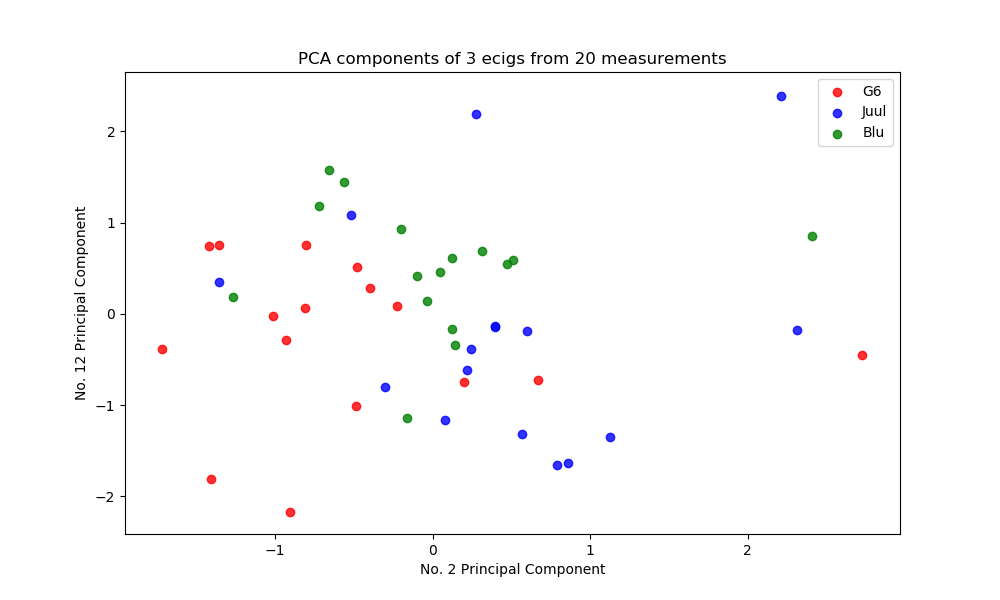 PCA components of 3 ecigs from 20 measurements
G6
Juul
Blu
2
1
0
−1
−2
No. 12 Principal Component
−1
0
1
2
No. 2 Principal Component